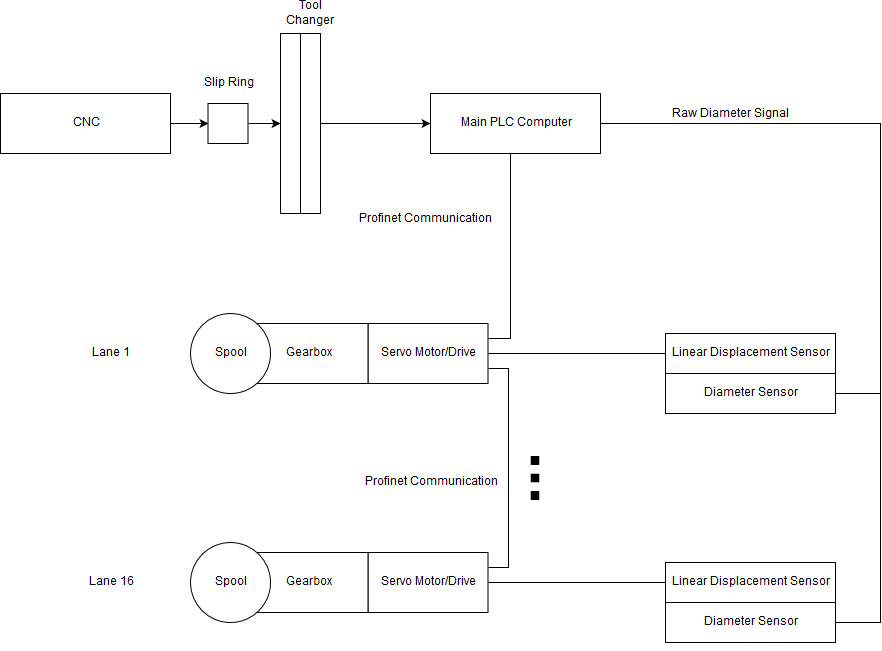 Tool
Changer
Slip Ring
CNC
Main PLC Computer
Raw Diameter Signal
Profinet Communication
Lane 1
Spool
Gearbox
Servo Motor/Drive
Linear Displacement Sensor
Diameter Sensor
Profinet Communication
Lane 16
Spool
Gearbox
Servo Motor/Drive
Linear Displacement Sensor
Diameter Sensor